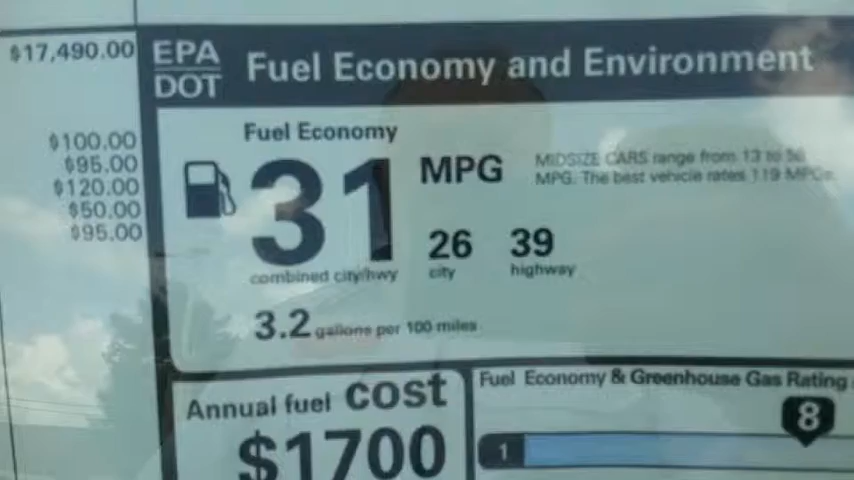 $17,490.00
$100.00
$95.00
$120.00
$50.00
$95.00
EPA
DOT
Fuel Economy and Environment
Fuel Economy
31 MPG
combined city/hwy
26
city
39
highway
MIDSIZE CARS range from 13 to 56
MPG. The best vehicle rates 119 MPGe.
3.2 gallons per 100 miles
Annual fuel cost
$1700
Fuel Economy & Greenhouse Gas Rating
8
1